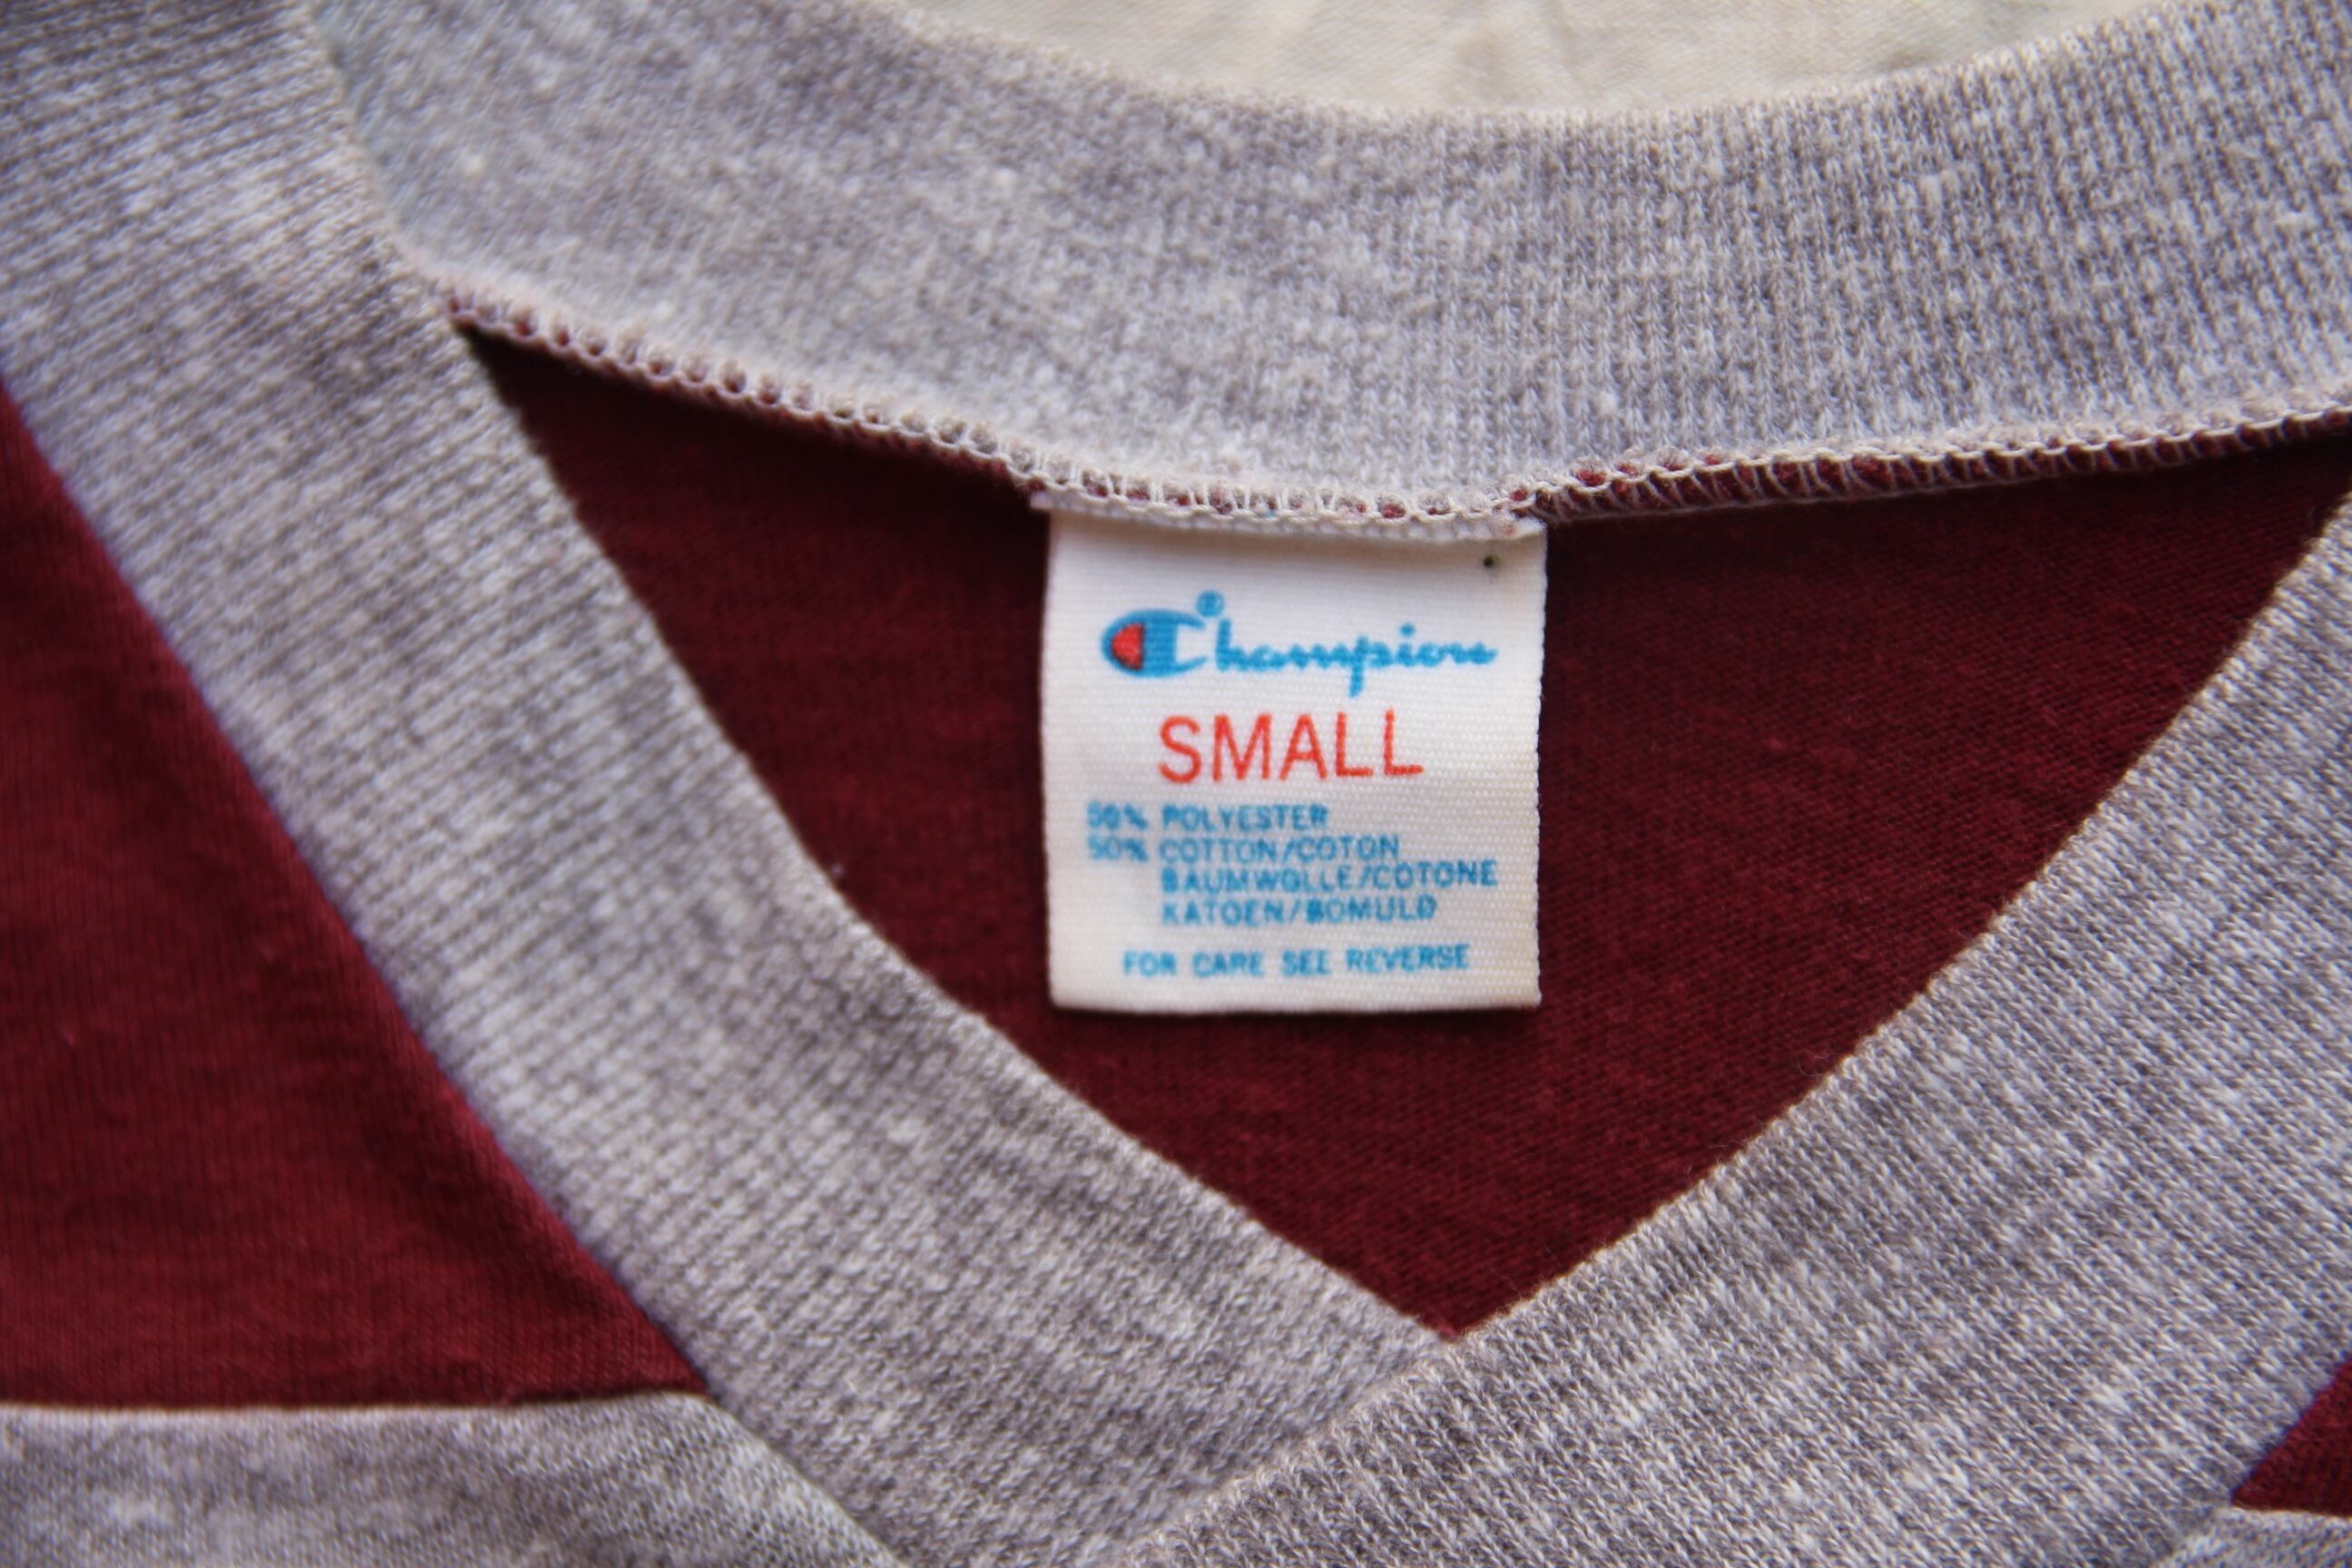 Champion®
SMALL
50% POLYESTER
50% COTTON/COTON
BAUMWOLLE/COTONE
KATOEN/BOMULD
FOR CARE SEE REVERSE